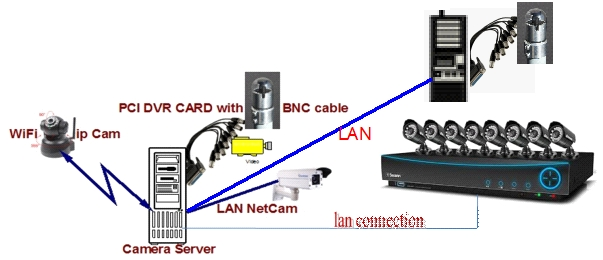 PCI DVR CARD with BNC cable
WiFi ip Cam
Video
LAN
LAN NetCam
lan connection
Camera Server